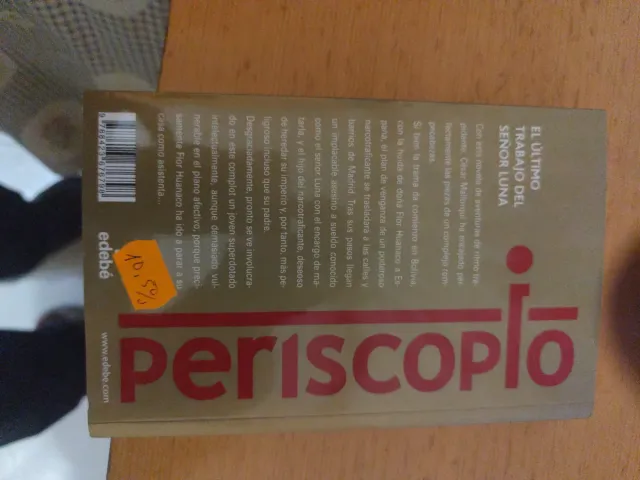 EL ÚLTIMO
TRABAJO DEL
SEÑOR LUNA
Con esta novela de aventuras de ritmo tre-
pidante, César Mallorquí ha encajado per-
fectamente las piezas de un complejo rom-
pecabezas.
Si bien la trama da comienzo en Bolivia,
con la huida de doña Flor Huanaco a Es-
paña, el plan de venganza de un poderoso
narcotraficante se trasladará a las calles y
barrios de Madrid. Tras sus pasos llegan
un implacable asesino a sueldo conocido
como el señor Luna con el encargo de ma-
tarla, y el hijo del narcotraficante, deseoso
de heredar su imperio y, por tanto, más pe-
ligroso incluso que su padre.
Desgraciadamente, pronto se ve involucra-
do en este complot un joven superdotado
intelectualmente, aunque demasiado vul-
nerable en el plano afectivo, porque preci-
samente Flor Huanaco ha ido a parar a su
casa como asistenta...
edebé
10,50
www.edebe.com
periscopio